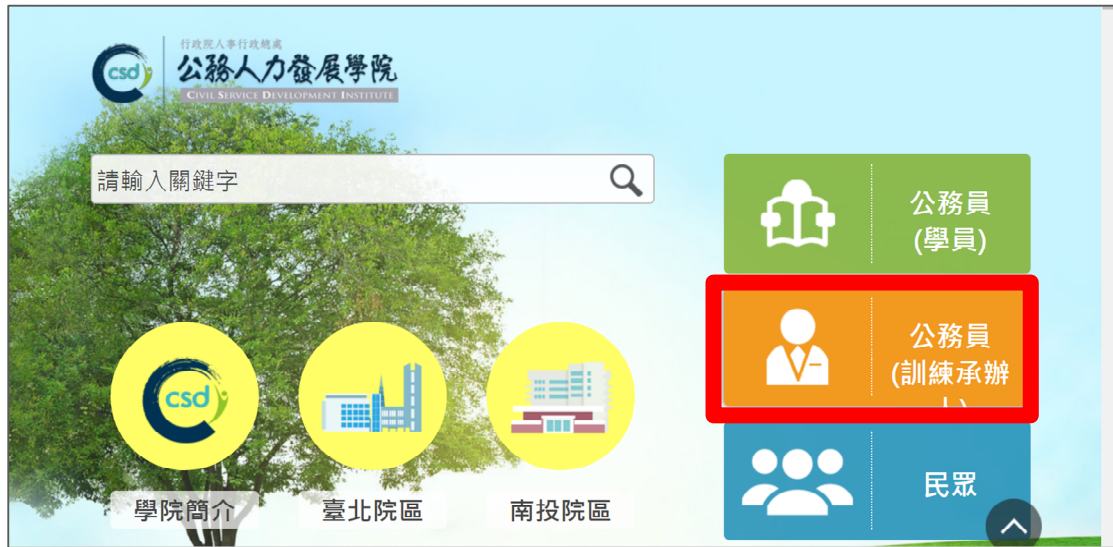 csd
行政院人事行政總處
公務人力發展學院
CIVIL SERVICE DEVELOPMENT INSTITUTE
請輸入關鍵字
公務員
(學員)
公務員
(訓練承辦
人)
民眾
csd
學院簡介
臺北院區
南投院區